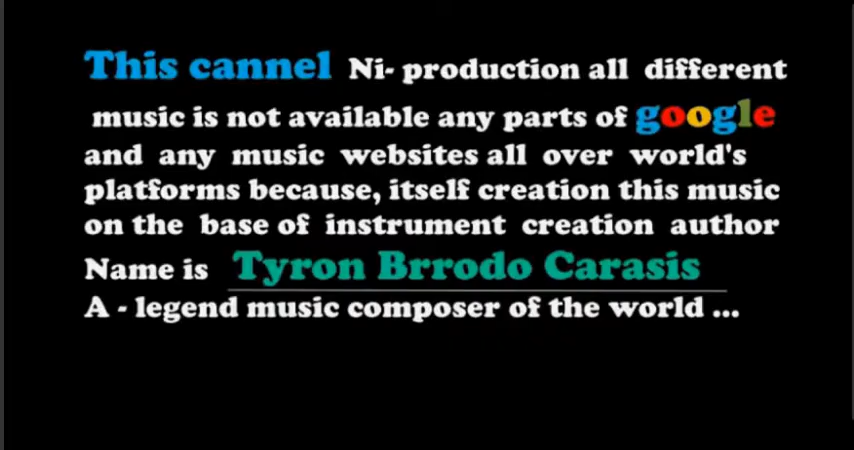 This cannel Ni- production all different
music is not available any parts of google
and any music websites all over world's
platforms because, itself creation this music
on the base of instrument creation author
Name is Tyron Brrodo Carasis
A - legend music composer of the world ...